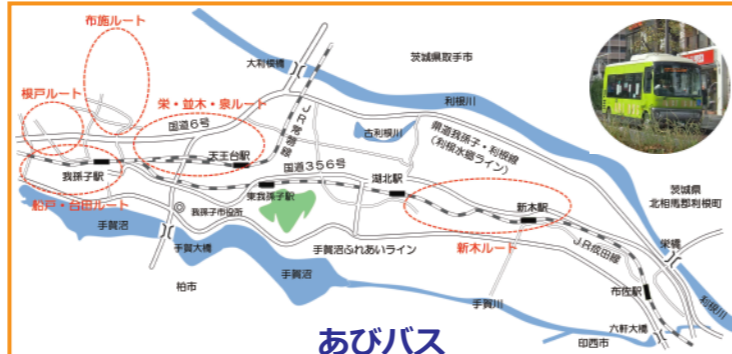 布施ルート
大利根橋
茨城県取手市
根戸ルート
栄・並木・泉ルート
利根川
国道6号
JR常磐線
古利根川
県道我孫子・利根線
(利根水郷ライン)
天王台駅
国道356号
我孫子駅
湖北駅
茨城県
北相馬郡利根町
東我孫子駅
船戸・台田ルート
我孫子市役所
新木駅
栄橋
手賀沼
手賀大橋
手賀沼ふれあいライン
新木ルート
JR成田線
手賀沼
柏市
手賀川
布佐駅
利根川
六軒大橋
印西市
あびバス